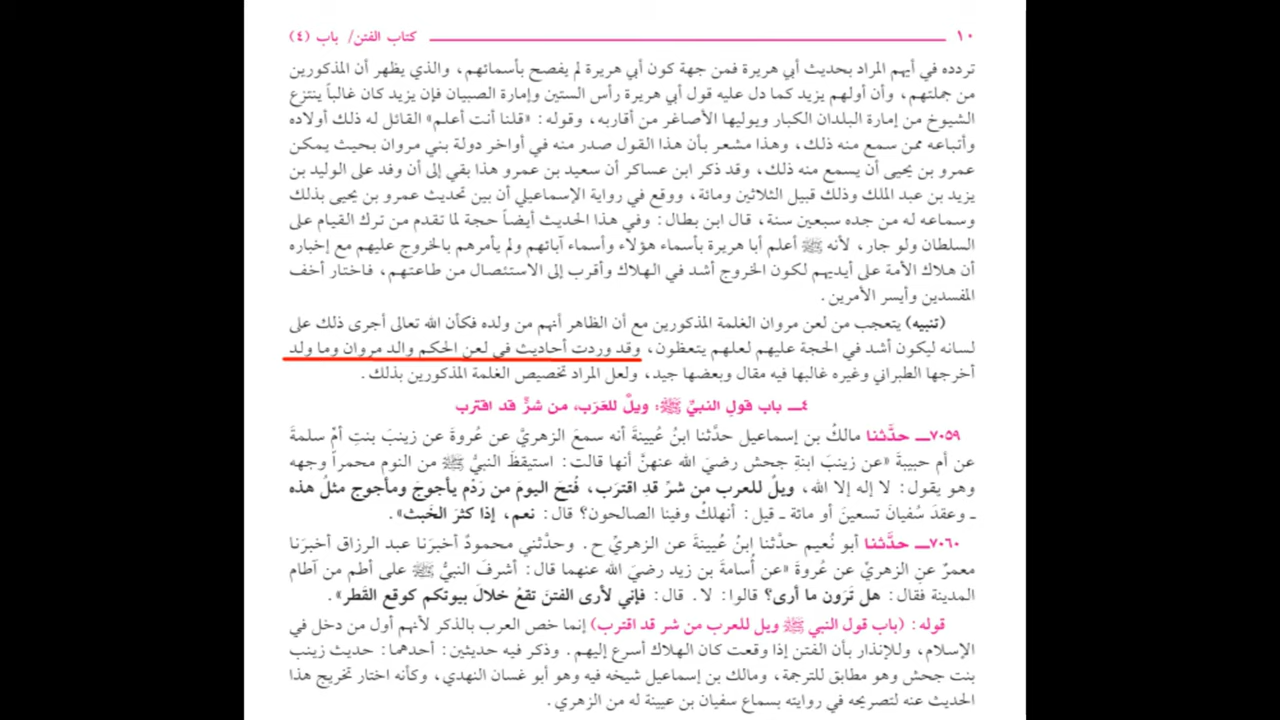 ١٠ كتاب الفتن/ باب (٤)
تردده في أيهم المراد بحديث أبي هريرة فمن جهة كون أبي هريرة لم يفصح بأسمائهم، والذي يظهر أن المذكورين
من جملتهم، وأن أولهم يزيد كما دل عليه قول أبي هريرة رأس الستين وإمارة الصبيان فإن يزيد كان غالباً ينتزع
الشيوخ من إمارة البلدان الكبار ويوليها الأصاغر من أقاربه، وقوله: «قلنا أنت أعلم» القائل له ذلك أولاده
وأتباعه ممن سمع منه ذلك، وهذا مشعر بأن هذا القول صدر منه في أواخر دولة بني مروان بحيث يمكن
عمرو بن يحيى أن يسمع منه ذلك، وقد ذكر ابن عساكر أن سعيد بن عمرو هذا بقي إلى أن وفد على الوليد بن
يزيد بن عبد الملك وذلك قبيل الثلاثين ومائة، ووقع في رواية الإسماعيلي أن بين تحديث عمرو بن يحيى بذلك
وسماعه له من جده سبعين سنة، قال ابن بطال: وفي هذا الحديث أيضاً حجة لما تقدم من ترك القيام على
السلطان ولو جار، لأنه ﷺ أعلم أبا هريرة بأسماء هؤلاء وأسماء آبائهم ولم يأمرهم بالخروج عليهم مع إخباره
أن هلاك الأمة على أيديهم لكون الخروج أشد في الهلاك وأقرب إلى الاستئصال من طاعتهم، فاختار أخف
المفسدين وأيسر الأمرين.
(تنبيه) يتعجب من لعن مروان الغلمة المذكورين مع أن الظاهر أنهم من ولده فكأن الله تعالى أجرى ذلك على
لسانه ليكون أشد في الحجة عليهم لعلهم يتعظون، وقد وردت أحاديث في لعن الحكم والد مروان وما ولد
أخرجها الطبراني وغيره غالبها فيه مقال وبعضها جيد، ولعل المراد تخصيص الغلمة المذكورين بذلك.
٤ــ باب قولِ النبيِّ ﷺ: ويلٌ للعَرَب، من شرٍّ قد اقترب
٧٠٥٩ــ حدَّثنا مالكُ بن إسماعيل حدَّثنا ابنُ عُيينةَ أنه سمعَ الزهريَّ عن عُروةَ عن زينبَ بنتِ أمِّ سلمةَ
عن أم حبيبةَ «عن زينبَ ابنةِ جحش رضيَ الله عنهنَّ أنها قالت: استيقظَ النبيُّ ﷺ من النوم محمراً وجهه
وهو يقول: لا إله إلا الله، ويلٌ للعرب من شرٍّ قدِ اقترَب، فُتحَ اليومَ من رَدْم يأجوجَ ومأجوج مثلُ هذه
ـ وعقدَ سُفيانَ تسعينَ أو مائة ـ قيل: أنهلكُ وفينا الصالحون؟ قال: نعم، إذا كثرَ الخَبث».
٧٠٦٠ــ حدَّثنا أبو نُعيم حدَّثنا ابنُ عُيينةَ عن الزهريِّ ح. وحدَّثني محمودٌ أخبرَنا عبد الرزاق أخبرَنا
معمرٌ عنِ الزهريِّ عن عُروةَ «عن أُسامةَ بن زيد رضيَ الله عنهما قال: أشرفَ النبيُّ ﷺ على أطم من آطام
المدينة فقال: هل تَرَون ما أرى؟ قالوا: لا. قال: فإني لأرى الفتنَ تقعُ خلالَ بيوتكم كوقع القَطر».
قوله: (باب قول النبي ﷺ ويل للعرب من شر قد اقترب) إنما خص العرب بالذكر لأنهم أول من دخل في
الإسلام، وللإنذار بأن الفتن إذا وقعت كان الهلاك أسرع إليهم. وذكر فيه حديثين: أحدهما: حديث زينب
بنت جحش وهو مطابق للترجمة، ومالك بن إسماعيل شيخه فيه وهو أبو غسان النهدي، وكأنه اختار تخريج هذا
الحديث عنه لتصريحه في روايته بسماع سفيان بن عيينة له من الزهري.